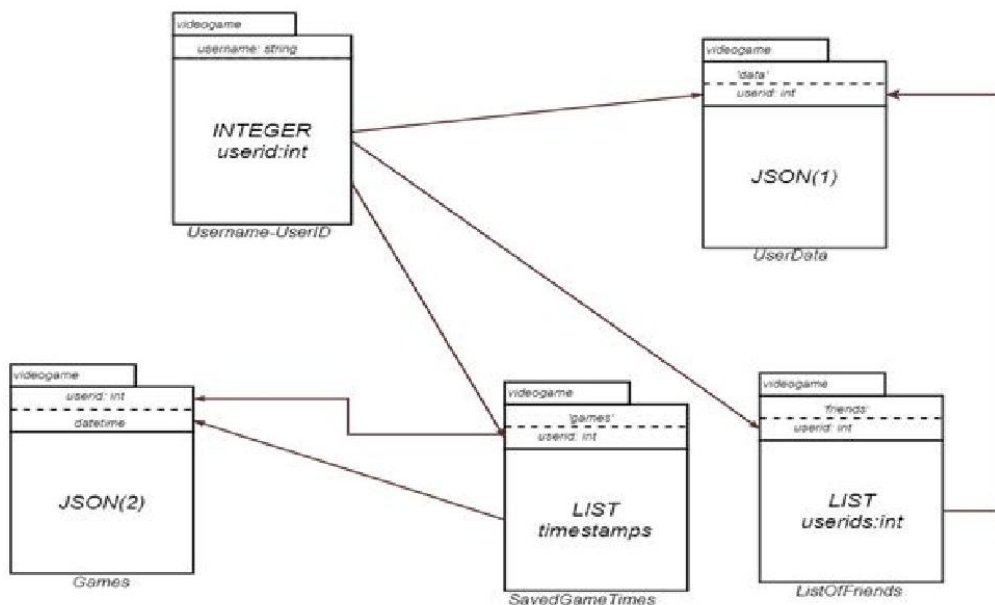 videogame
username: string
INTEGER
userid:int
Username-UserID
videogame
'data'
userid: int
JSON(1)
UserData
videogame
userid: int
datetime
JSON(2)
Games
videogame
'games'
userid: int
LIST
timestamps
SavedGameTimes
videogame
'friends'
userid: int
LIST
userids:int
ListOfFriends